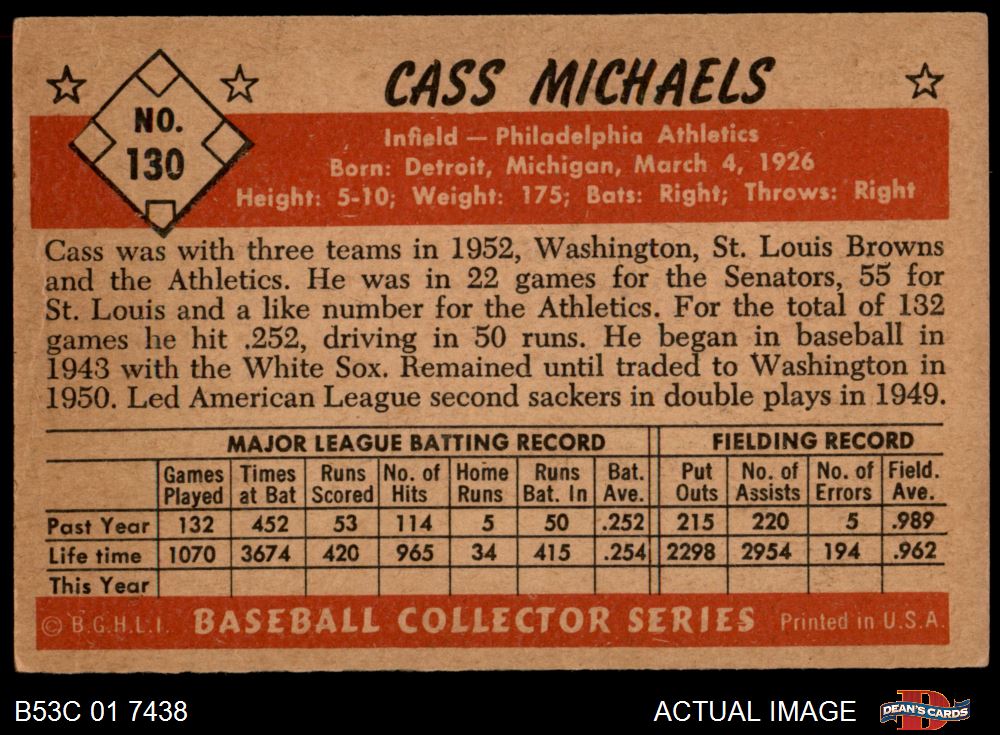 CASS MICHAELS
NO.
130
Infield — Philadelphia Athletics
Born: Detroit, Michigan, March 4, 1926
Height: 5-10; Weight: 175; Bats: Right; Throws: Right
Cass was with three teams in 1952, Washington, St. Louis Browns
and the Athletics. He was in 22 games for the Senators, 55 for
St. Louis and a like number for the Athletics. For the total of 132
games he hit .252, driving in 50 runs. He began in baseball in
1943 with the White Sox. Remained until traded to Washington in
1950. Led American League second sackers in double plays in 1949.
MAJOR LEAGUE BATTING RECORD FIELDING RECORD
Games Times Runs No. of Home Runs Bat. Put No. of No. of Field.
Played at Bat Scored Hits Runs Bat. In Ave. Outs Assists Errors Ave.
Past Year 132 452 53 114 5 50 .252 215 220 5 .989
Life time 1070 3674 420 965 34 415 .254 2298 2954 194 .962
This Year
© B.G.H.L.I. BASEBALL COLLECTOR SERIES Printed in U.S.A.
B53C 01 7438 ACTUAL IMAGE DEAN'S CARDS